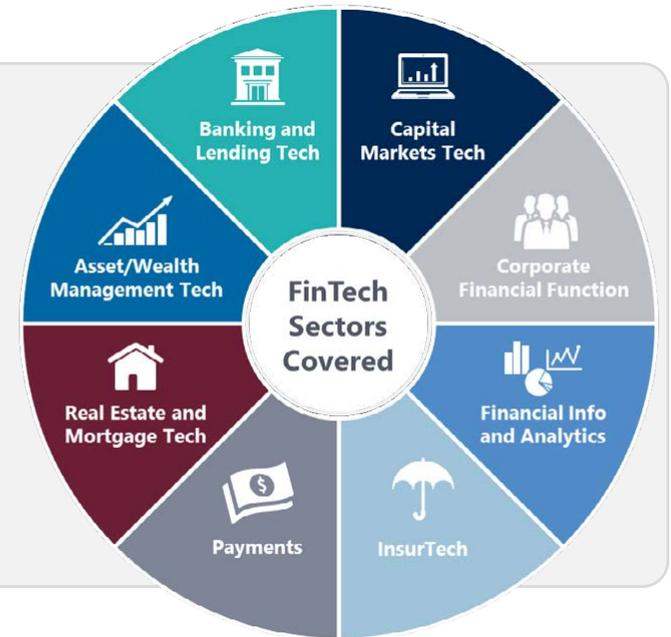 Banking and
Lending Tech
Capital
Markets Tech
Asset/Wealth
Management Tech
Corporate
Financial Function
FinTech
Sectors
Covered
Real Estate and
Mortgage Tech
Financial Info
and Analytics
Payments
InsurTech
$